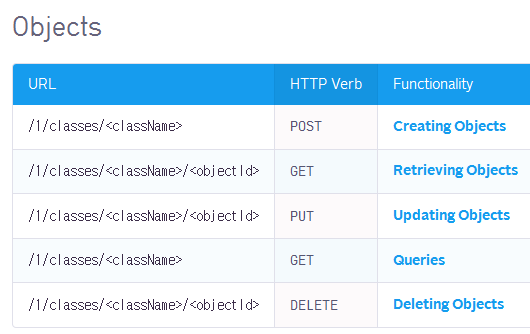 Objects
URL HTTP Verb Functionality
/1/classes/<className> POST Creating Objects
/1/classes/<className>/<objectId> GET Retrieving Objects
/1/classes/<className>/<objectId> PUT Updating Objects
/1/classes/<className> GET Queries
/1/classes/<className>/<objectId> DELETE Deleting Objects